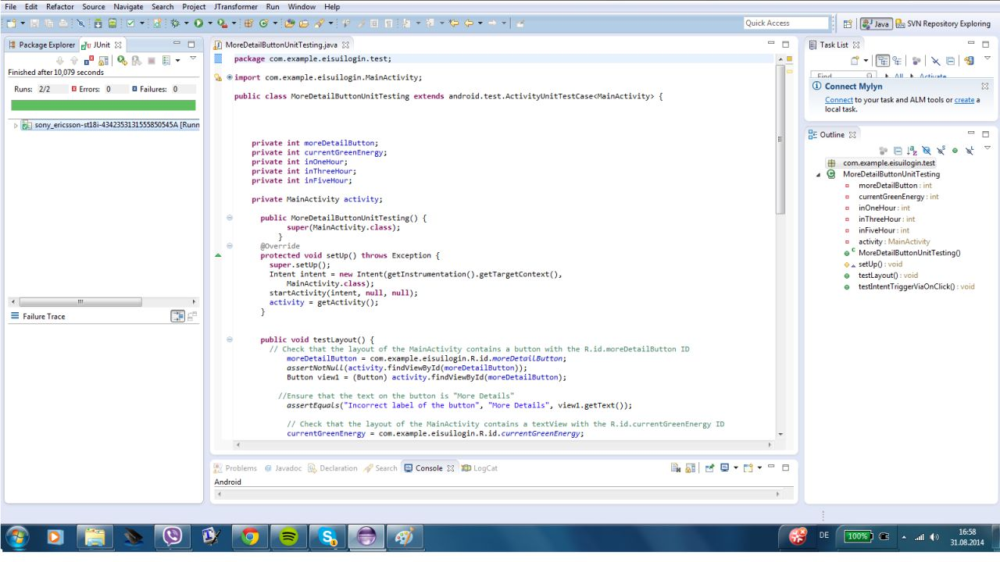 File Edit Refactor Source Navigate Search Project JTransformer Run Window Help
Quick Access
Java
SVN Repository Exploring
Package Explorer
JUnit
Finished after 10,079 seconds
Runs: 2/2 Errors: 0 Failures: 0
sony_ericsson-st18i-4342353131555850545A [Runn
Failure Trace
MoreDetailButtonUnitTesting.java
package com.example.eisuilogin.test;
import com.example.eisuilogin.MainActivity;
public class MoreDetailButtonUnitTesting extends android.test.ActivityUnitTestCase<MainActivity> {
private int moreDetailButton;
private int currentGreenEnergy;
private int inOneHour;
private int inThreeHour;
private int inFiveHour;
private MainActivity activity;
public MoreDetailButtonUnitTesting() {
super(MainActivity.class);
}
@Override
protected void setUp() throws Exception {
super.setUp();
Intent intent = new Intent(getInstrumentation().getTargetContext(),
MainActivity.class);
startActivity(intent, null, null);
activity = getActivity();
}
public void testLayout() {
// Check that the layout of the MainActivity contains a button with the R.id.moreDetailButton ID
moreDetailButton = com.example.eisuilogin.R.id.moreDetailButton;
assertNotNull(activity.findViewById(moreDetailButton));
Button view1 = (Button) activity.findViewById(moreDetailButton);
//Ensure that the text on the button is "More Details"
assertEquals("Incorrect label of the button", "More Details", view1.getText());
// Check that the layout of the MainActivity contains a textView with the R.id.currentGreenEnergy ID
currentGreenEnergy = com.example.eisuilogin.R.id.currentGreenEnergy;
Problems Javadoc Declaration Search Console LogCat
Android
Task List
Find All Activate...
Connect Mylyn
Connect to your task and ALM tools or create a
local task.
Outline
com.example.eisuilogin.test
MoreDetailButtonUnitTesting
moreDetailButton : int
currentGreenEnergy : int
inOneHour : int
inThreeHour : int
inFiveHour : int
activity : MainActivity
MoreDetailButtonUnitTesting()
setUp() : void
testLayout() : void
testIntentTriggerViaOnClick() : void
DE
100%
16:58
31.08.2014